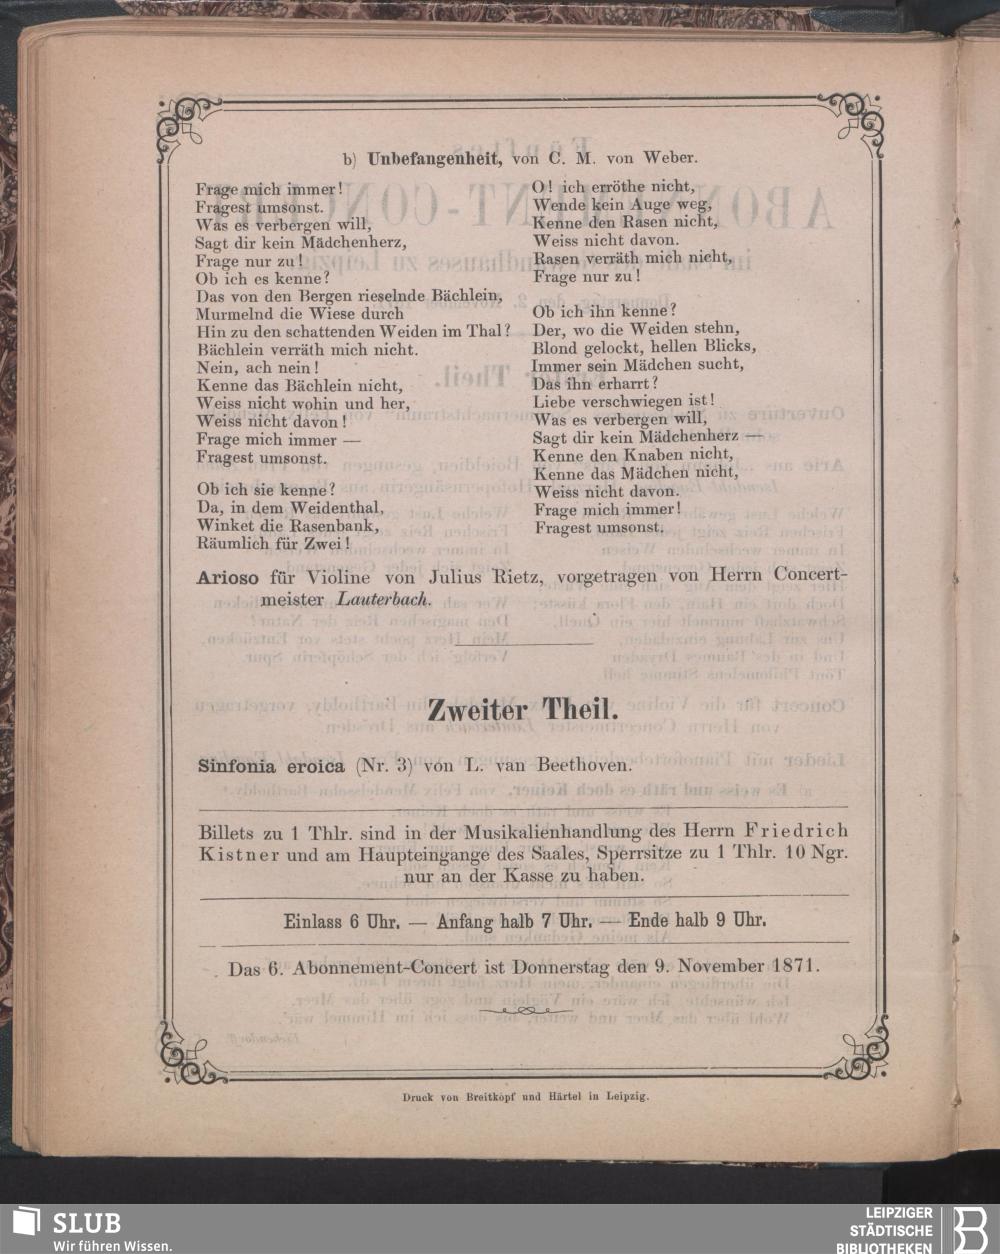 b) Unbefangenheit, von C. M. von Weber.
Frage mich immer!
Fragest umsonst.
Was es verbergen will,
Sagt dir kein Mädchenherz,
Frage nur zu!
Ob ich es kenne?
Das von den Bergen rieselnde Bächlein,
Murmelnd die Wiese durch
Hin zu den schattenden Weiden im Thal?
Bächlein verräth mich nicht.
Nein, ach nein!
Kenne das Bächlein nicht,
Weiss nicht wohin und her,
Weiss nicht davon!
Frage mich immer —
Fragest umsonst.
Ob ich sie kenne?
Da, in dem Weidenthal,
Winket die Rasenbank,
Räumlich für Zwei!
O! ich erröthe nicht,
Wende kein Auge weg,
Kenne den Rasen nicht,
Weiss nicht davon.
Rasen verräth mich nicht,
Frage nur zu!
Ob ich ihn kenne?
Der, wo die Weiden stehn,
Blond gelockt, hellen Blicks,
Immer sein Mädchen sucht,
Das ihn erharrt?
Liebe verschwiegen ist!
Was es verbergen will,
Sagt dir kein Mädchenherz —
Kenne den Knaben nicht,
Kenne das Mädchen nicht,
Weiss nicht davon.
Frage mich immer!
Fragest umsonst.
Arioso für Violine von Julius Rietz, vorgetragen von Herrn Concert-
meister Lauterbach.
Zweiter Theil.
Sinfonia eroica (Nr. 3) von L. van Beethoven.
Billets zu 1 Thlr. sind in der Musikalienhandlung des Herrn Friedrich
Kistner und am Haupteingange des Saales, Sperrsitze zu 1 Thlr. 10 Ngr.
nur an der Kasse zu haben.
Einlass 6 Uhr. — Anfang halb 7 Uhr. — Ende halb 9 Uhr.
Das 6. Abonnement-Concert ist Donnerstag den 9. November 1871.
Druck von Breitkopf und Härtel in Leipzig.
SLUB
Wir führen Wissen.
LEIPZIGER
STÄDTISCHE
BIBLIOTHEKEN